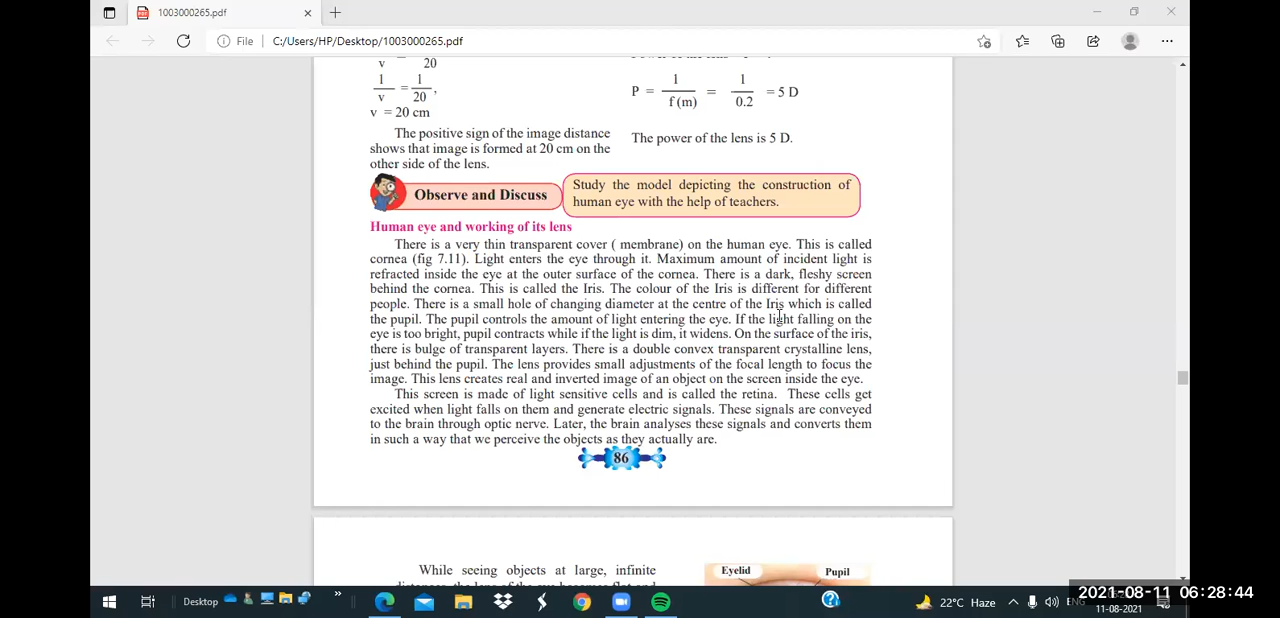 1003000265.pdf
File C:/Users/HP/Desktop/1003000265.pdf
v 20
1/v = 1/20,
v = 20 cm
The positive sign of the image distance
shows that image is formed at 20 cm on the
other side of the lens.
P = 1/f (m) = 1/0.2 = 5 D
The power of the lens is 5 D.
Observe and Discuss
Study the model depicting the construction of
human eye with the help of teachers.
Human eye and working of its lens
There is a very thin transparent cover ( membrane) on the human eye. This is called
cornea (fig 7.11). Light enters the eye through it. Maximum amount of incident light is
refracted inside the eye at the outer surface of the cornea. There is a dark, fleshy screen
behind the cornea. This is called the Iris. The colour of the Iris is different for different
people. There is a small hole of changing diameter at the centre of the Iris which is called
the pupil. The pupil controls the amount of light entering the eye. If the light falling on the
eye is too bright, pupil contracts while if the light is dim, it widens. On the surface of the iris,
there is bulge of transparent layers. There is a double convex transparent crystalline lens,
just behind the pupil. The lens provides small adjustments of the focal length to focus the
image. This lens creates real and inverted image of an object on the screen inside the eye.
This screen is made of light sensitive cells and is called the retina. These cells get
excited when light falls on them and generate electric signals. These signals are conveyed
to the brain through optic nerve. Later, the brain analyses these signals and converts them
in such a way that we perceive the objects as they actually are.
86
While seeing objects at large, infinite
Eyelid
Pupil
Desktop
22°C Haze
ENG
2021-08-11 06:28:44
11-08-2021